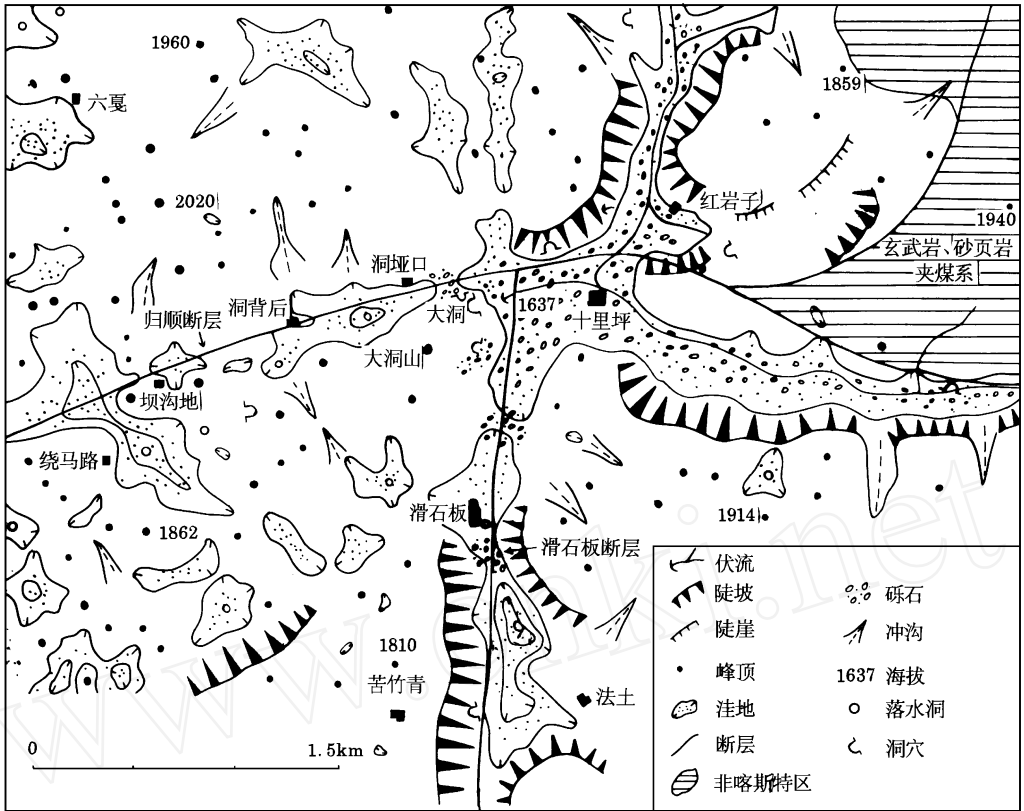 1960
六戛
1859
2020
红岩子
1940
玄武岩、砂页岩
夹煤系
洞垭口
洞背后
归顺断层
大洞
1637
十里坪
大洞山
坝沟地
绕马路
滑石板
1914
1862
滑石板断层
1810
苦竹青
法土
0
1.5km
伏流
陡坡
砾石
陡崖
冲沟
峰顶
1637 海拔
洼地
落水洞
断层
洞穴
非喀斯特区
www.cnki.net